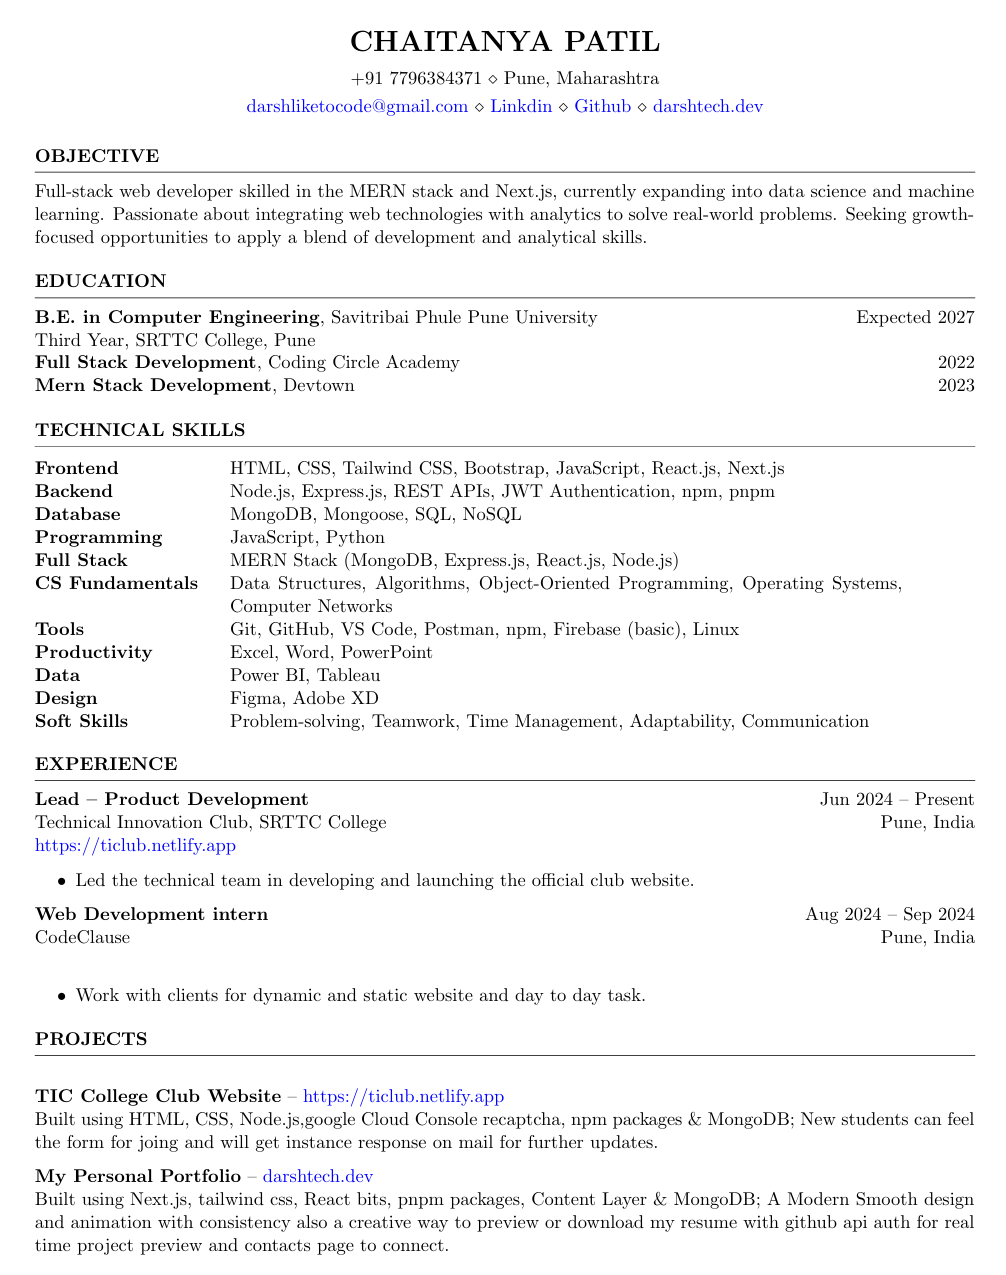 CHAITANYA PATIL
+91 7796384371 ⋄ Pune, Maharashtra
darshliketocode@gmail.com ⋄ Linkdin ⋄ Github ⋄ darshtech.dev
OBJECTIVE
Full-stack web developer skilled in the MERN stack and Next.js, currently expanding into data science and machine
learning. Passionate about integrating web technologies with analytics to solve real-world problems. Seeking growth-
focused opportunities to apply a blend of development and analytical skills.
EDUCATION
B.E. in Computer Engineering, Savitribai Phule Pune University Expected 2027
Third Year, SRTTC College, Pune
Full Stack Development, Coding Circle Academy 2022
Mern Stack Development, Devtown 2023
TECHNICAL SKILLS
Frontend HTML, CSS, Tailwind CSS, Bootstrap, JavaScript, React.js, Next.js
Backend Node.js, Express.js, REST APIs, JWT Authentication, npm, pnpm
Database MongoDB, Mongoose, SQL, NoSQL
Programming JavaScript, Python
Full Stack MERN Stack (MongoDB, Express.js, React.js, Node.js)
CS Fundamentals Data Structures, Algorithms, Object-Oriented Programming, Operating Systems,
Computer Networks
Tools Git, GitHub, VS Code, Postman, npm, Firebase (basic), Linux
Productivity Excel, Word, PowerPoint
Data Power BI, Tableau
Design Figma, Adobe XD
Soft Skills Problem-solving, Teamwork, Time Management, Adaptability, Communication
EXPERIENCE
Lead – Product Development Jun 2024 – Present
Technical Innovation Club, SRTTC College Pune, India
https://ticlub.netlify.app
• Led the technical team in developing and launching the official club website.
Web Development intern Aug 2024 – Sep 2024
CodeClause Pune, India
• Work with clients for dynamic and static website and day to day task.
PROJECTS
TIC College Club Website – https://ticlub.netlify.app
Built using HTML, CSS, Node.js,google Cloud Console recaptcha, npm packages & MongoDB; New students can feel
the form for joing and will get instance response on mail for further updates.
My Personal Portfolio – darshtech.dev
Built using Next.js, tailwind css, React bits, pnpm packages, Content Layer & MongoDB; A Modern Smooth design
and animation with consistency also a creative way to preview or download my resume with github api auth for real
time project preview and contacts page to connect.